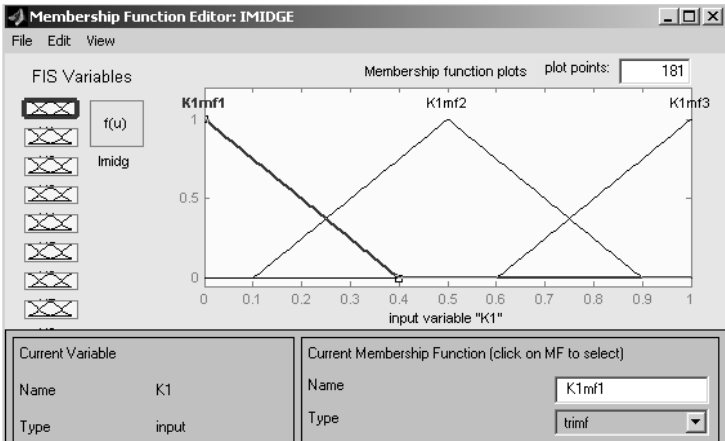 Membership Function Editor: IMIDGE
File Edit View
FIS Variables
f(u)
Imidg
Membership function plots plot points: 181
K1mf1 K1mf2 K1mf3
1
0.5
0
0 0.1 0.2 0.3 0.4 0.5 0.6 0.7 0.8 0.9 1
input variable "K1"
Current Variable
Name K1
Type input
Current Membership Function (click on MF to select)
Name K1mf1
Type trimf